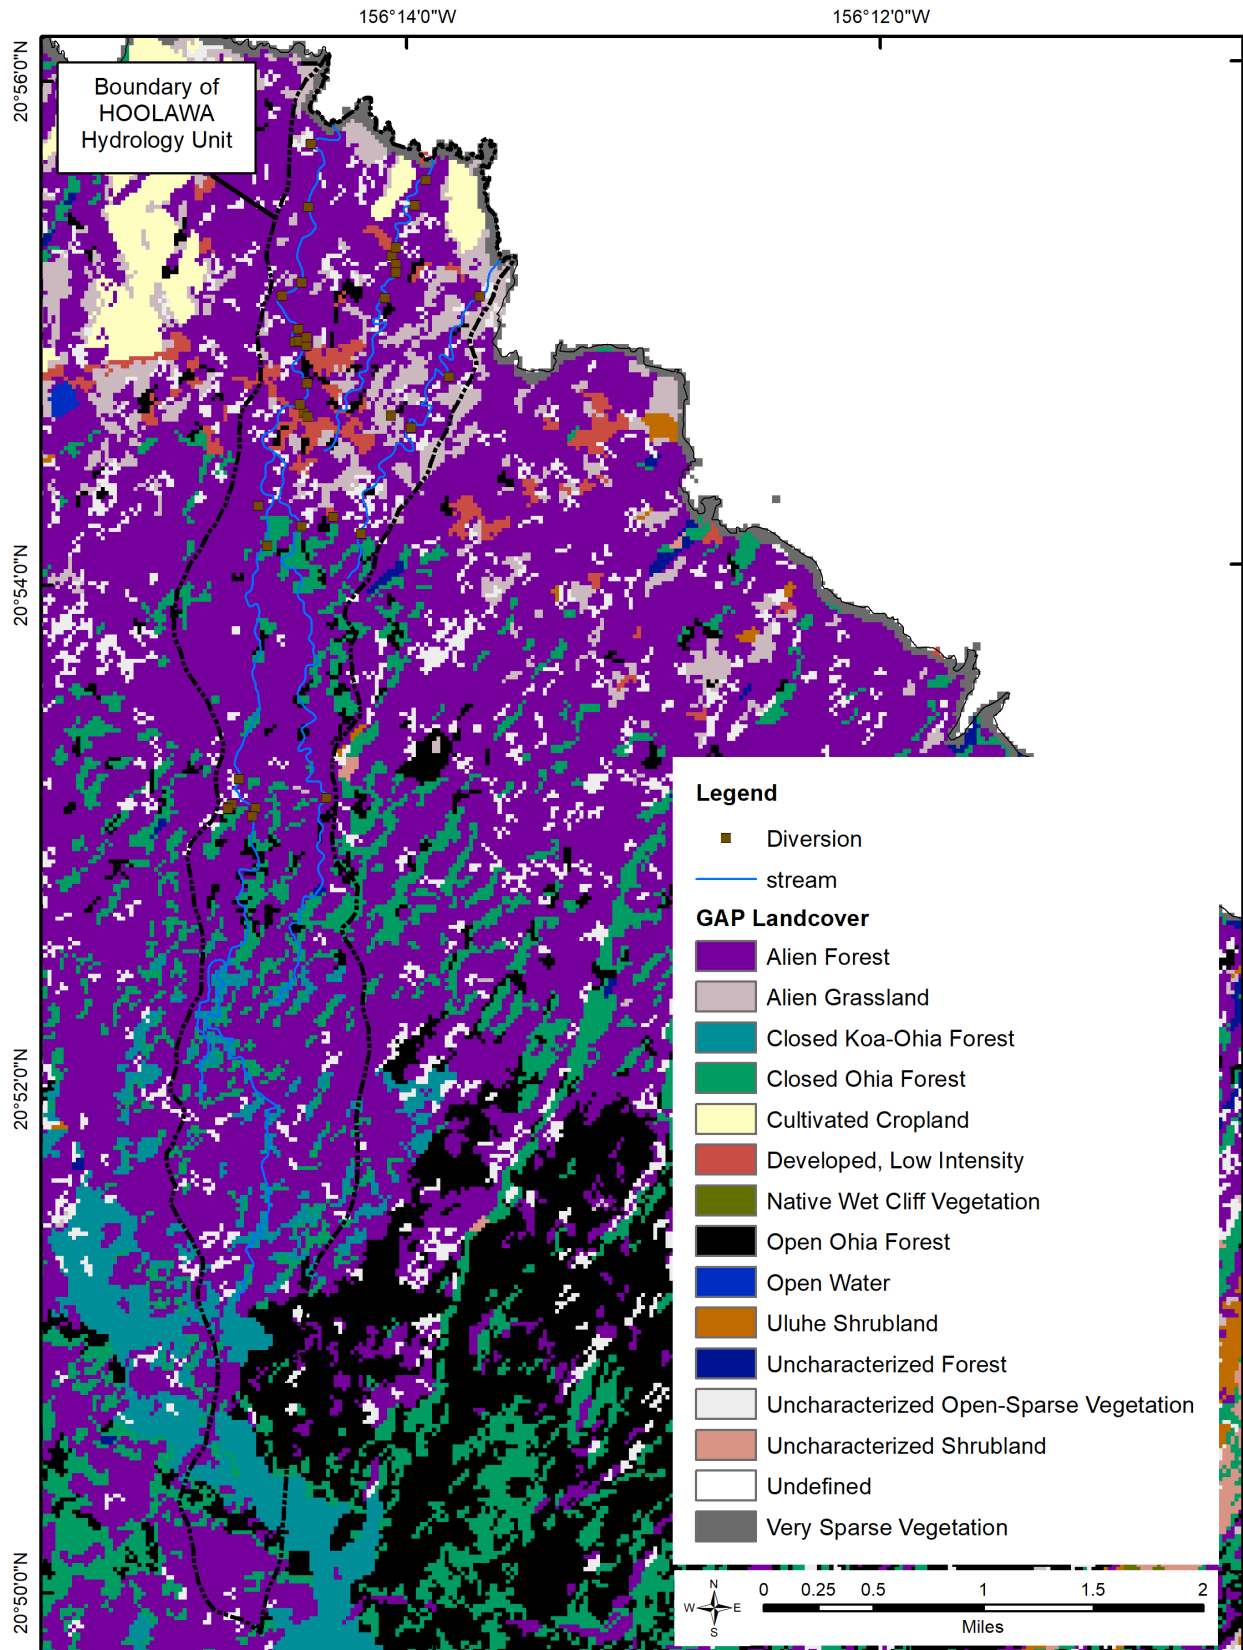 156°14'0"W
156°12'0"W
20°56'0"N
Boundary of
HOOLAWA
Hydrology Unit
20°54'0"N
20°52'0"N
20°50'0"N
Legend
Diversion
stream
GAP Landcover
Alien Forest
Alien Grassland
Closed Koa-Ohia Forest
Closed Ohia Forest
Cultivated Cropland
Developed, Low Intensity
Native Wet Cliff Vegetation
Open Ohia Forest
Open Water
Uluhe Shrubland
Uncharacterized Forest
Uncharacterized Open-Sparse Vegetation
Uncharacterized Shrubland
Undefined
Very Sparse Vegetation
N
W E
S
0 0.25 0.5 1 1.5 2
Miles